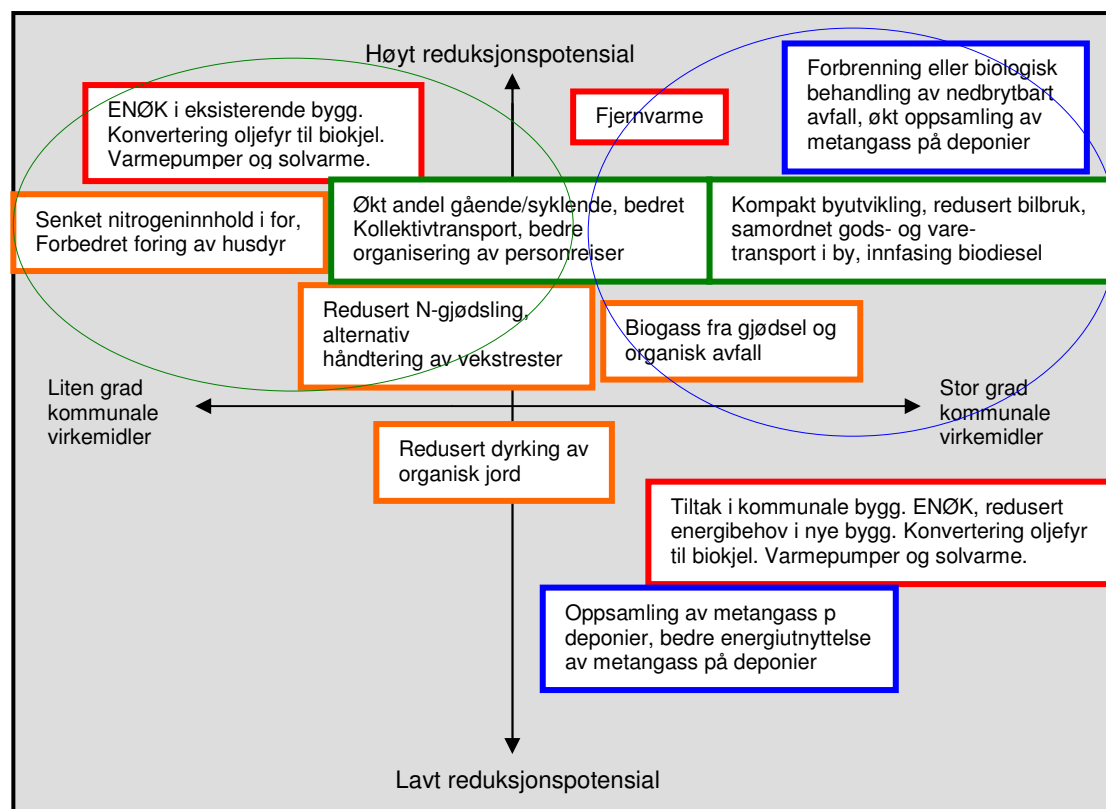 Høyt reduksjonspotensial
Forbrenning eller biologisk
behandling av nedbrytbart
avfall, økt oppsamling av
metangass på deponier
ENØK i eksisterende bygg.
Konvertering oljefyr til biokjel.
Varmepumper og solvarme.
Fjernvarme
Senket nitrogeninnhold i for,
Forbedret foring av husdyr
Økt andel gående/syklende, bedret
Kollektivtransport, bedre
organisering av personreiser
Kompakt byutvikling, redusert bilbruk,
samordnet gods- og vare-
transport i by, innfasing biodiesel
Redusert N-gjødsling,
alternativ
håndtering av vekstrester
Biogass fra gjødsel og
organisk avfall
Liten grad
kommunale
virkemidler
Stor grad
kommunale
virkemidler
Redusert dyrking av
organisk jord
Tiltak i kommunale bygg. ENØK, redusert
energibehov i nye bygg. Konvertering oljefyr
til biokjel. Varmepumper og solvarme.
Oppsamling av metangass p
deponier, bedre energiutnyttelse
av metangass på deponier
Lavt reduksjonspotensial